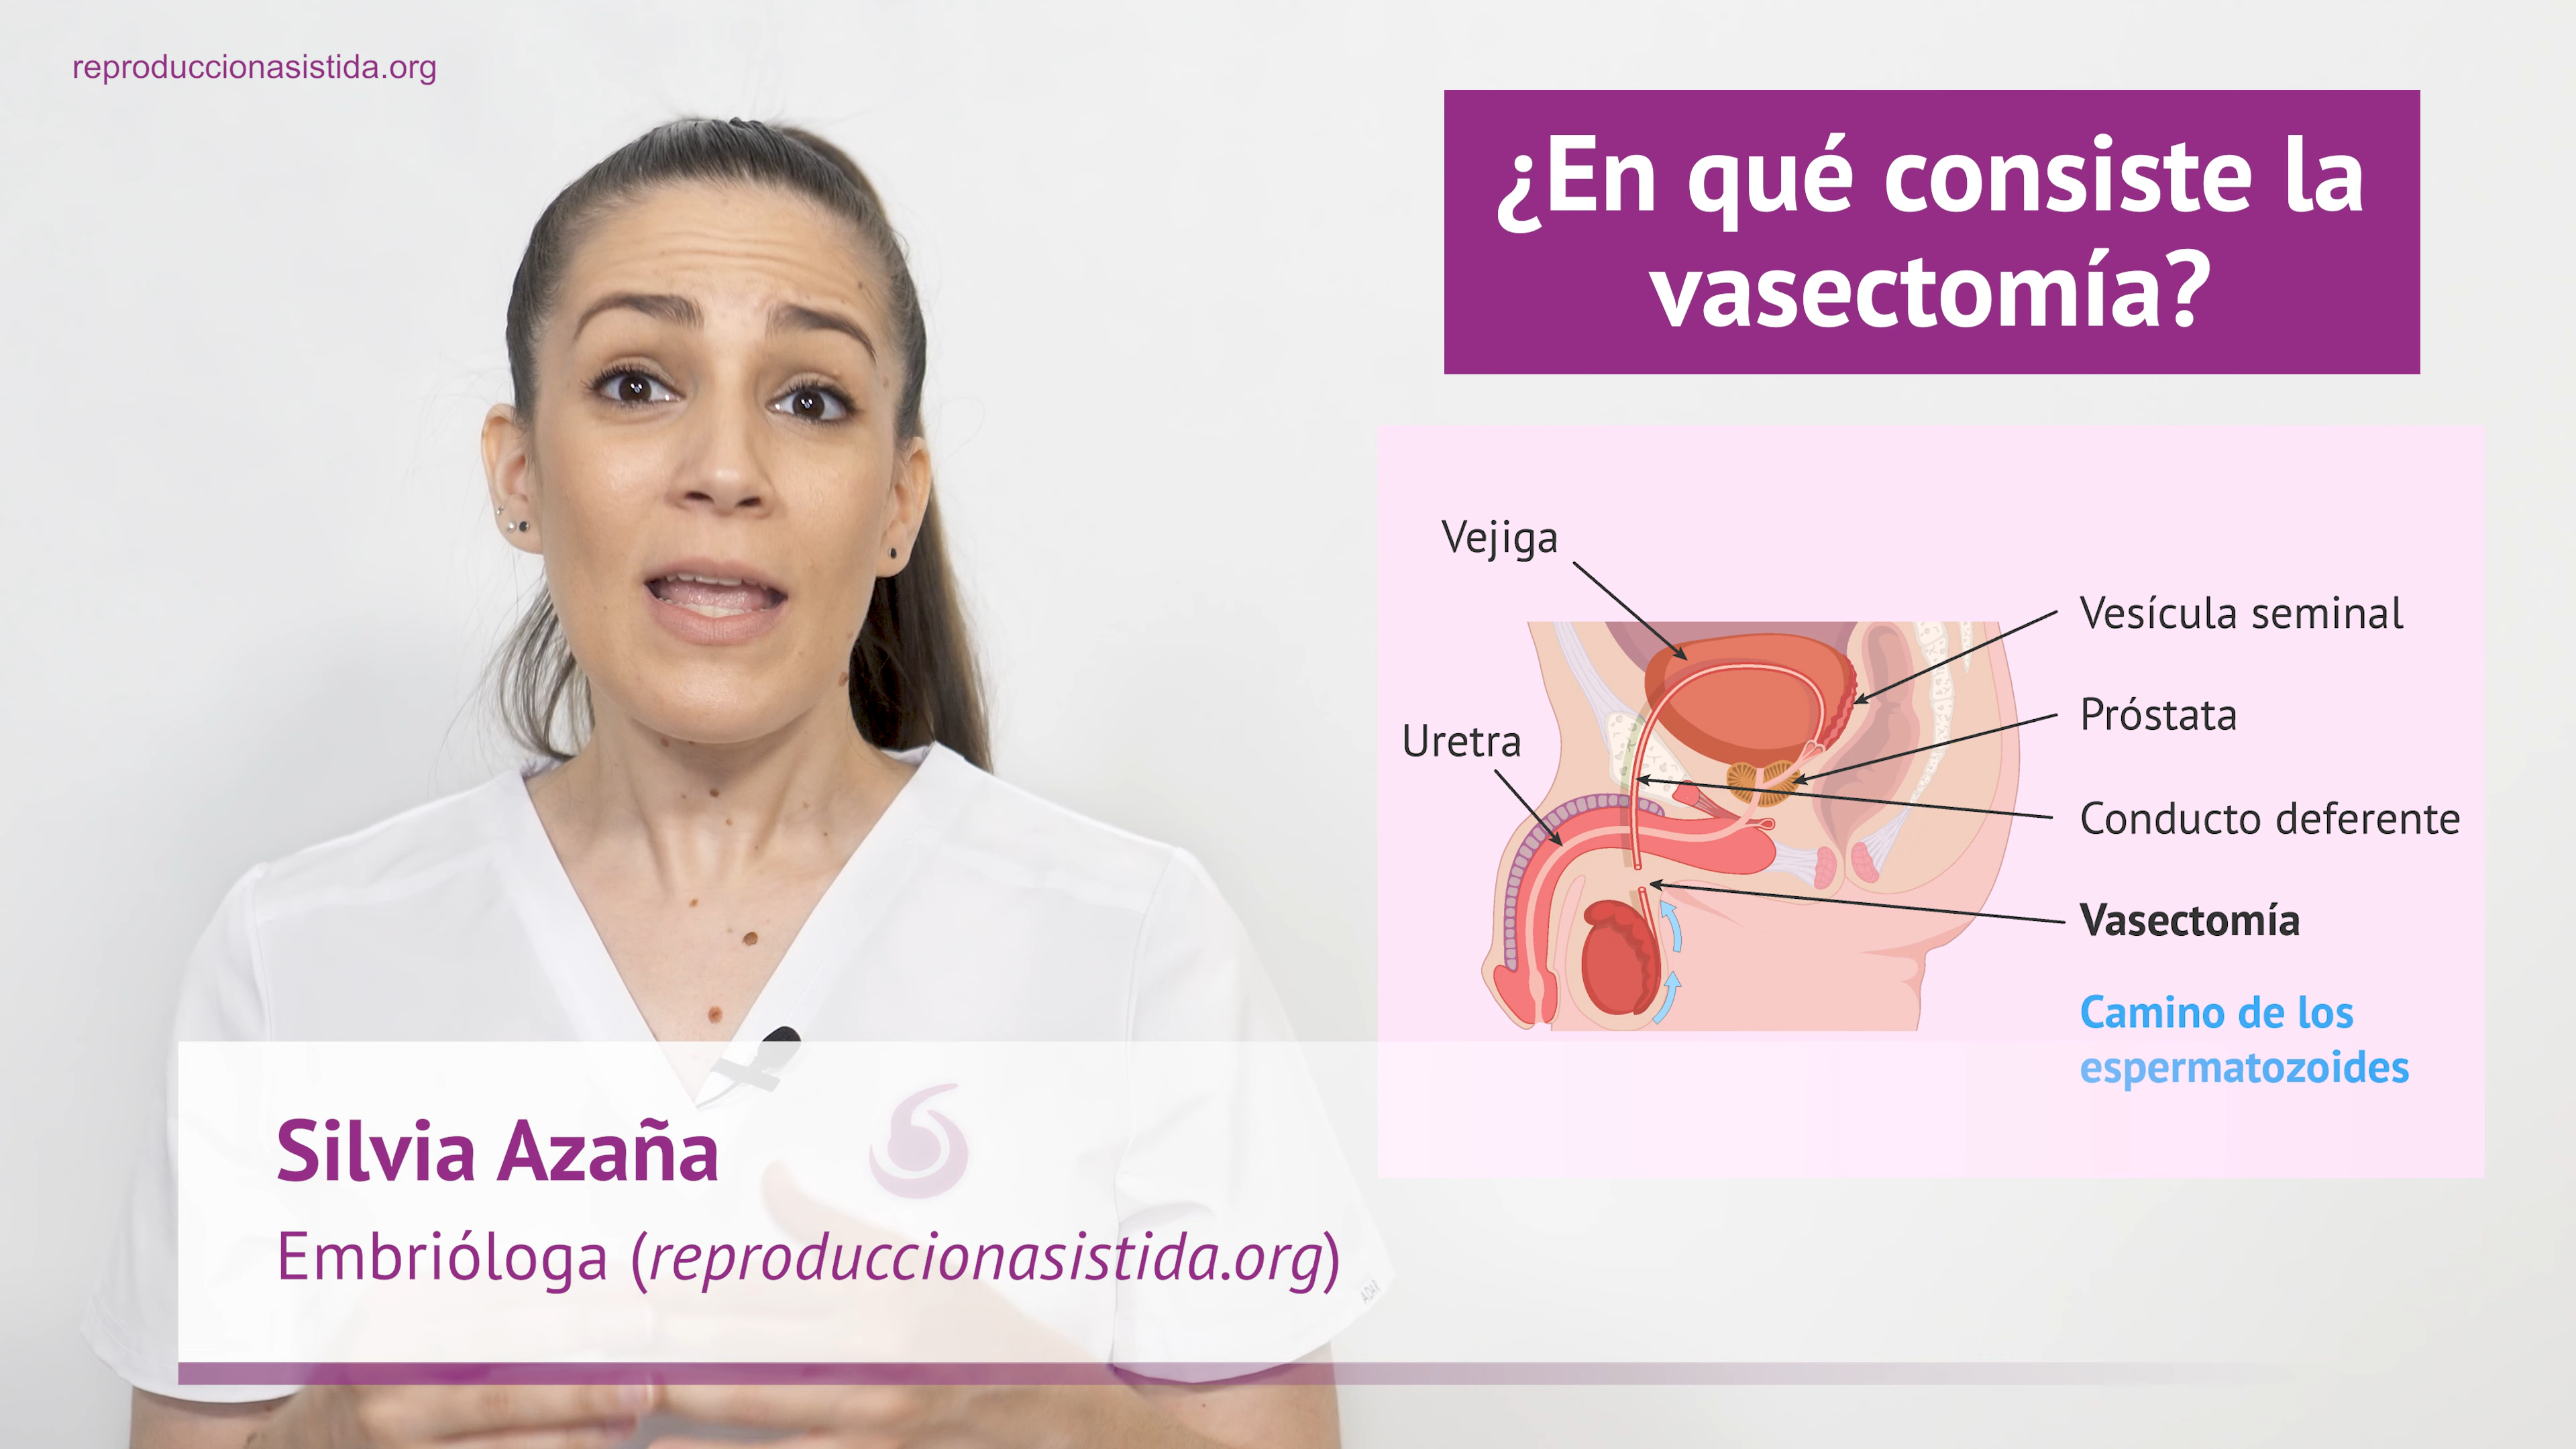 reproduccionasistida.org
¿En qué consiste la
vasectomía?
Vejiga
Vesícula seminal
Próstata
Uretra
Conducto deferente
Vasectomía
Camino de los
espermatozoides
Silvia Azaña
Embrióloga (reproduccionasistida.org)